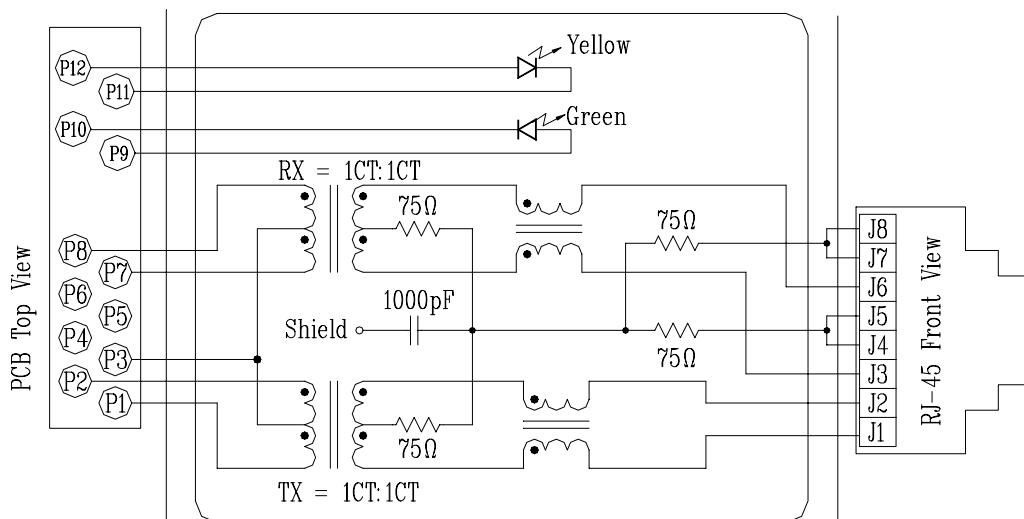 Yellow
P12
P11
Green
P10
P9
RX = 1CT:1CT
75Ω
75Ω
P8
P7
P6
P5
P4
P3
P2
P1
PCB Top View
1000pF
Shield
75Ω
75Ω
TX = 1CT:1CT
J8
J7
J6
J5
J4
J3
J2
J1
RJ-45 Front View